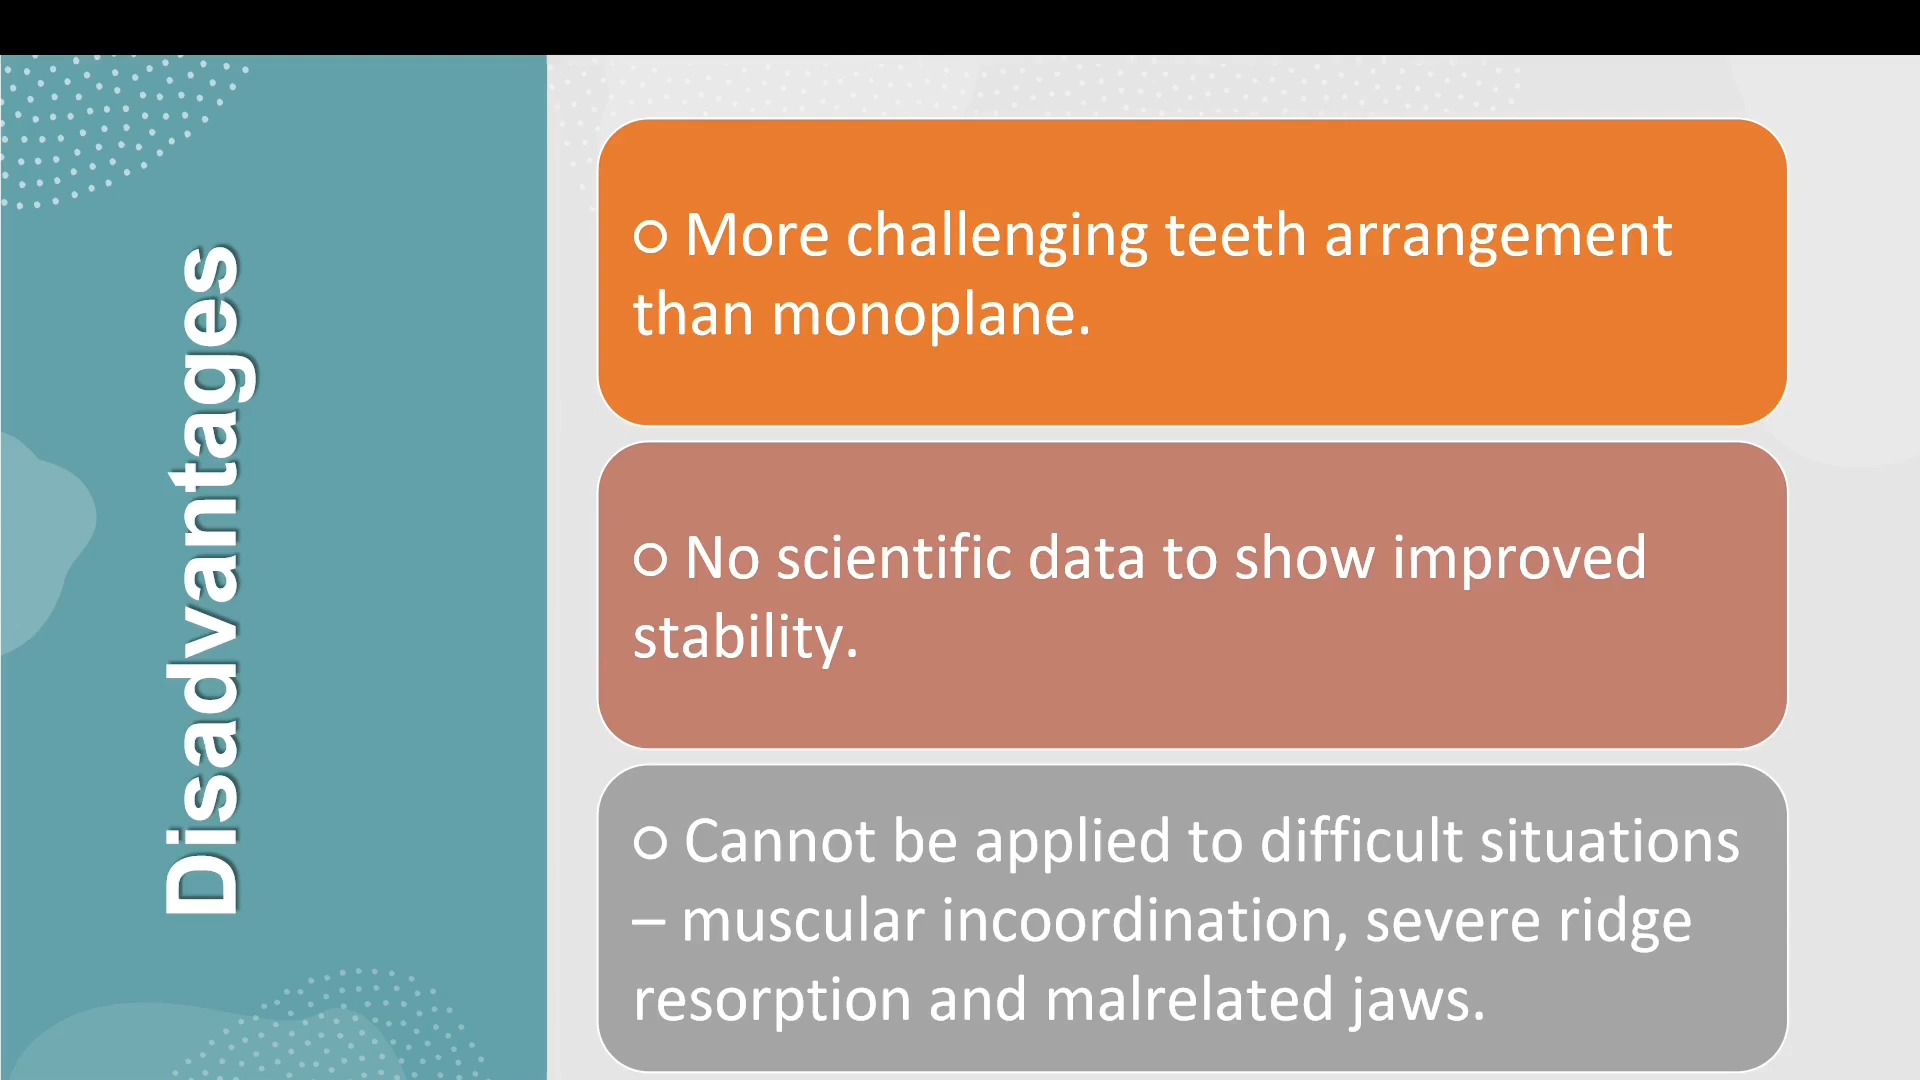 Disadvantages
○ More challenging teeth arrangement
than monoplane.
○ No scientific data to show improved
stability.
○ Cannot be applied to difficult situations
– muscular incoordination, severe ridge
resorption and malrelated jaws.